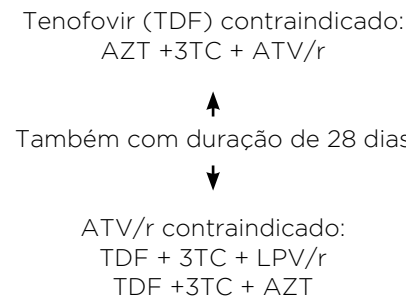 Tenofovir (TDF) contraindicado:
AZT +3TC + ATV/r
Também com duração de 28 dias
ATV/r contraindicado:
TDF + 3TC + LPV/r
TDF +3TC + AZT